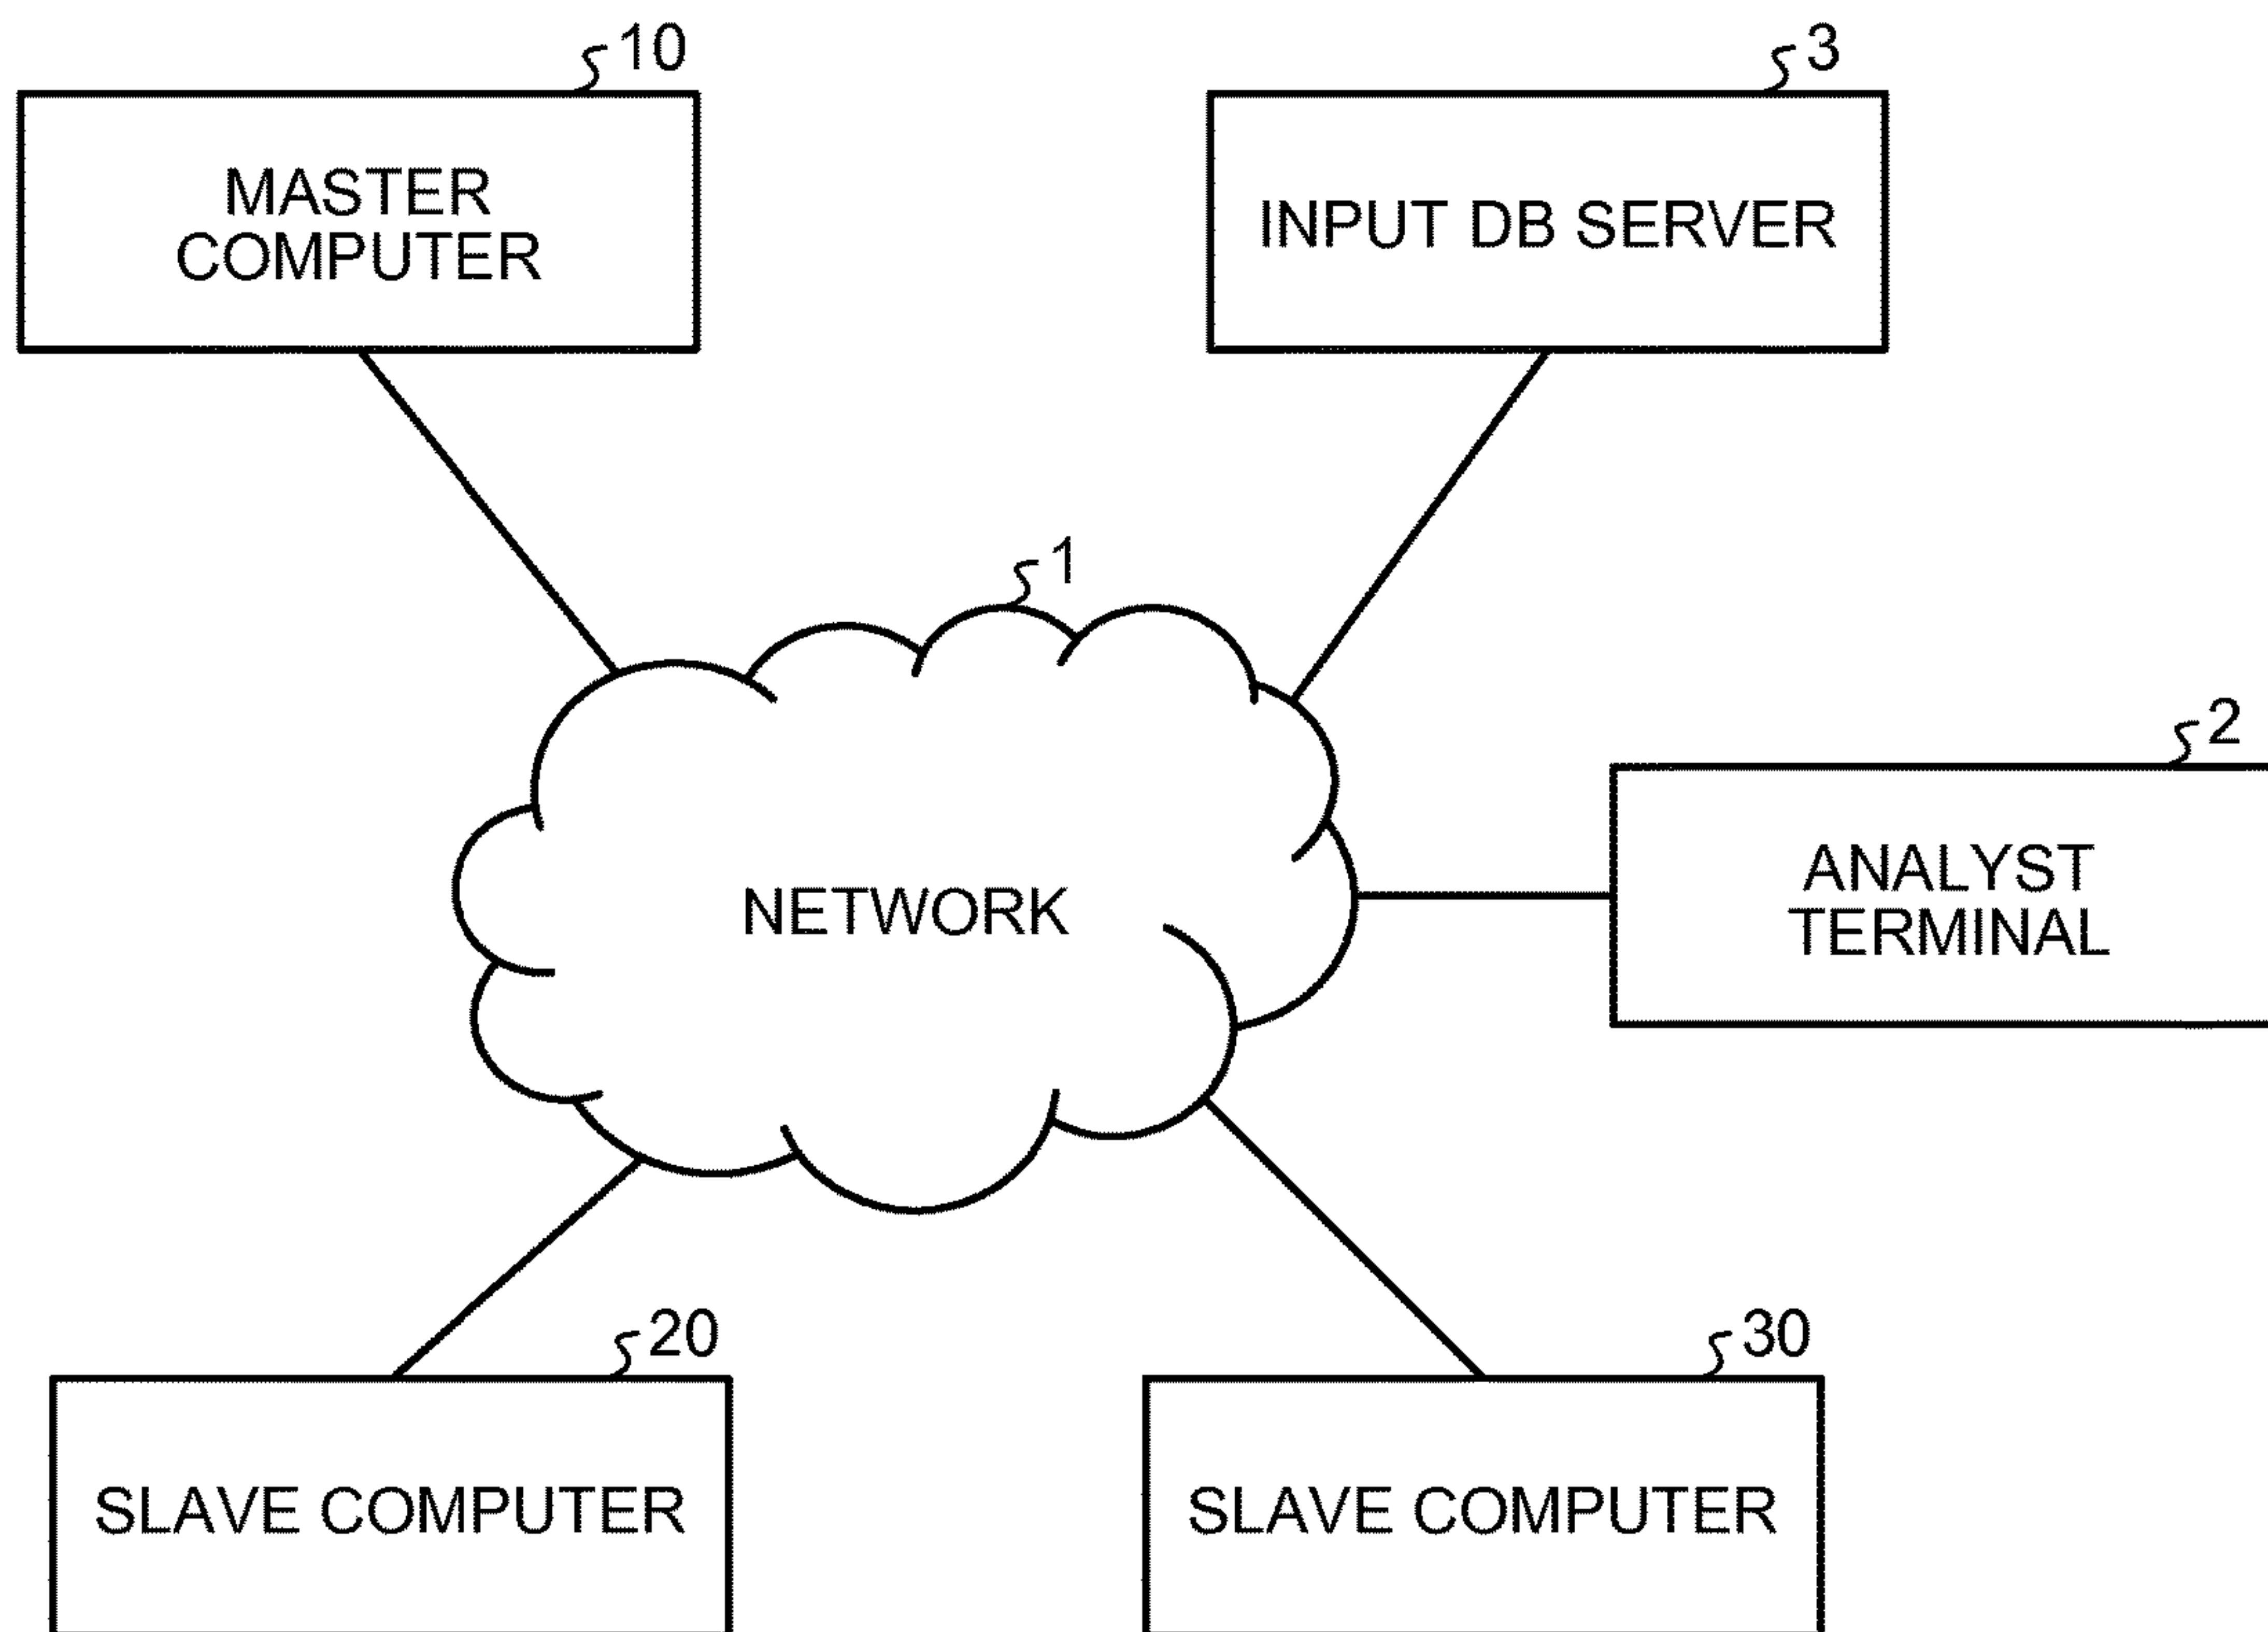 10
MASTER
COMPUTER
3
INPUT DB SERVER
1
NETWORK
2
ANALYST
TERMINAL
20
SLAVE COMPUTER
30
SLAVE COMPUTER